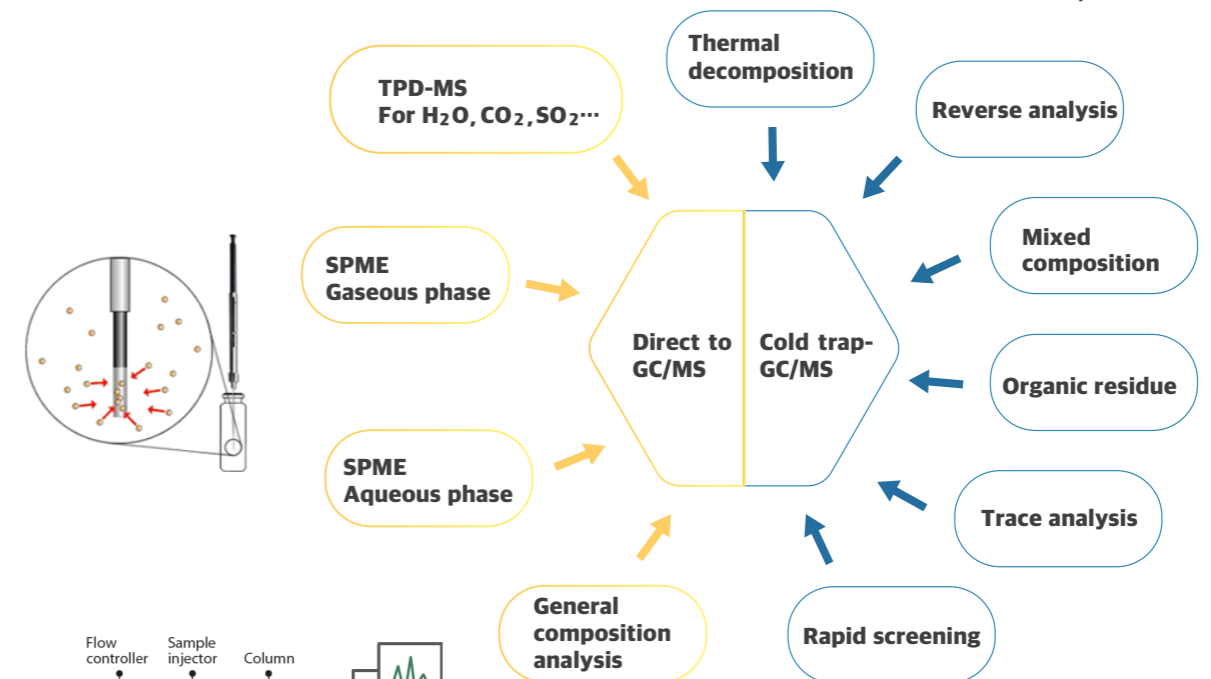 Thermal
decomposition
TPD-MS
For H₂O, CO₂,SO₂···
Reverse analysis
Mixed
composition
SPME
Gaseous phase
Direct to
GC/MS
Cold trap-
GC/MS
Organic residue
SPME
Aqueous phase
Trace analysis
General
composition
analysis
Rapid screening
Flow
controller
Sample
injector
Column